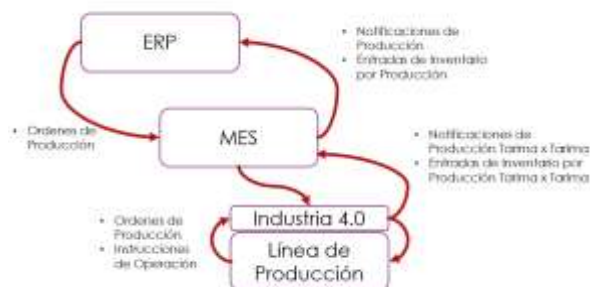 ERP
• Notificaciones de
Producción
• Entradas de Inventario
por Producción
• Ordenes de
Producción
MES
• Notificaciones de
Producción Tarima x Tarima
• Entradas de Inventario por
Producción Tarima x Tarima
• Ordenes de
Producción
• Instrucciones
de Operación
Industria 4.0
Línea de
Producción